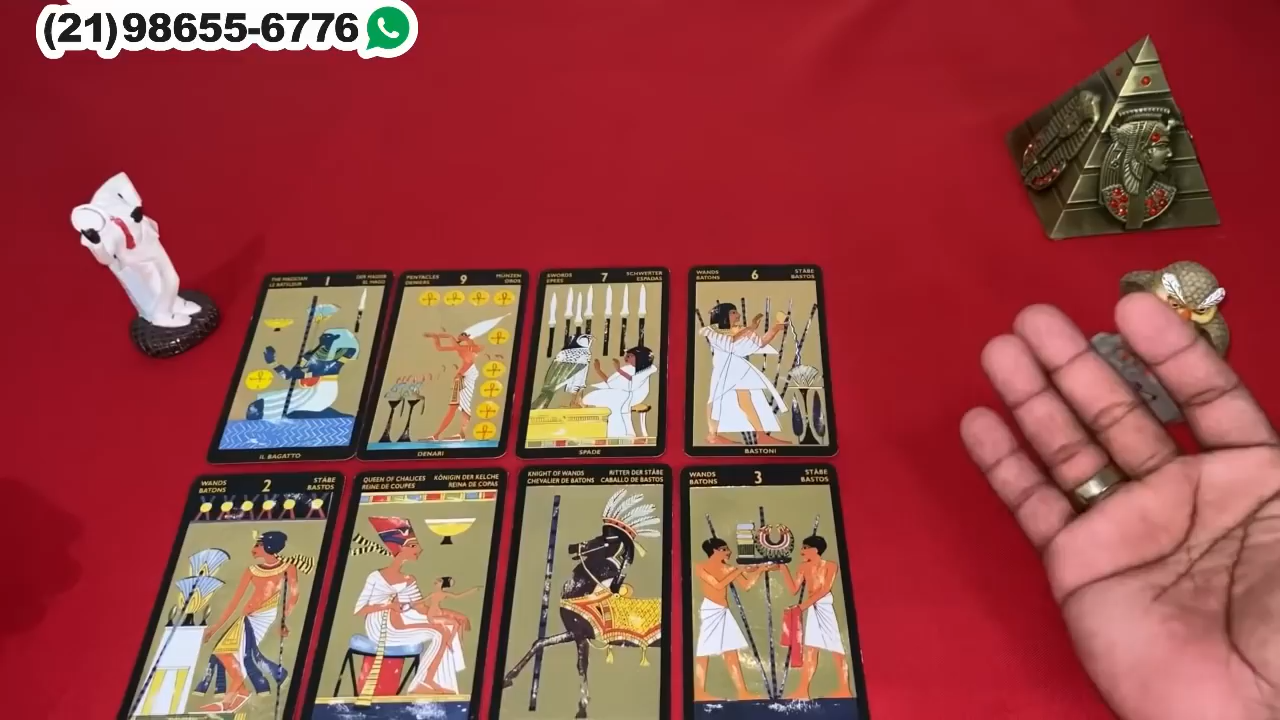 (21)98655-6776
THE MAGICIAN
LE BATELEUR
1
DER MAGIER
EL MAGO
IL BAGATTO
PENTACLES
DENIERS
9
MÜNZEN
OROS
DENARI
SWORDS
EPEES
7
SCHWERTER
ESPADAS
SPADE
WANDS
BATONS
6
STÄBE
BASTOS
BASTONI
WANDS
BATONS
2
STÄBE
BASTOS
QUEEN OF CHALICES
REINE DE COUPES
KÖNIGIN DER KELCHE
REINA DE COPAS
KNIGHT OF WANDS
CHEVALIER DE BATONS
RITTER DER STÄBE
CABALLO DE BASTOS
WANDS
BATONS
3
STÄBE
BASTOS